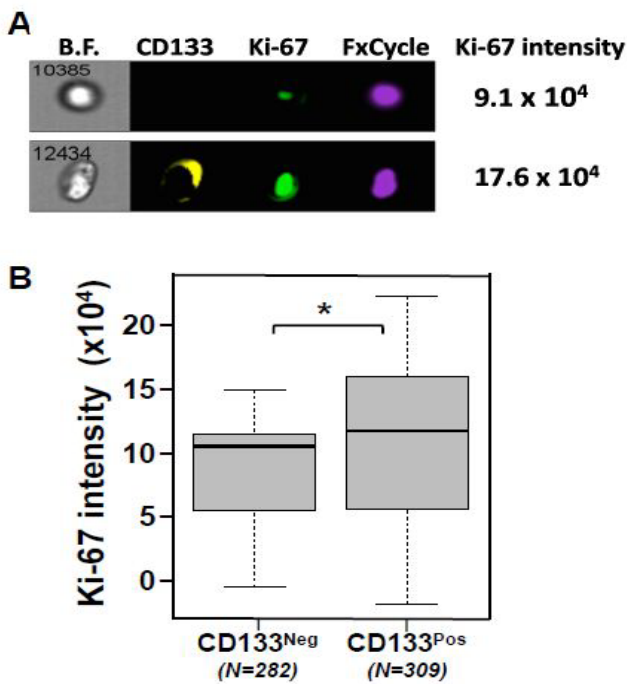 A
B.F. CD133 Ki-67 FxCycle Ki-67 intensity
10385
9.1 x 10⁴
12434
17.6 x 10⁴
B
Ki-67 intensity (x10⁴)
*
20
15
10
5
0
CD133ᴺᵉᵍ CD133ᴾᵒˢ
(N=282) (N=309)